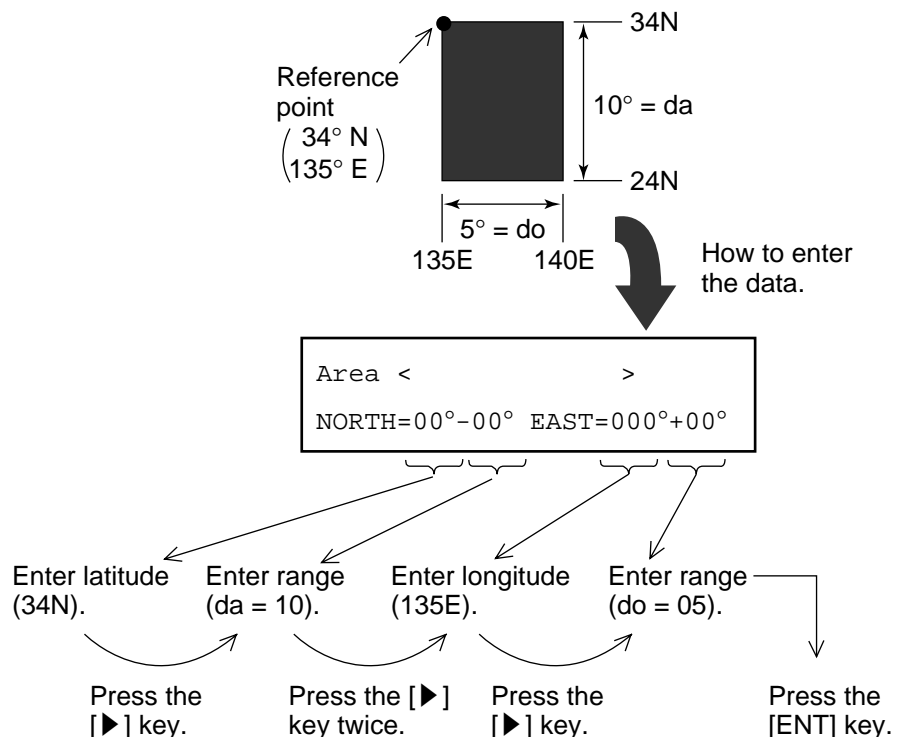 34N
Reference
point
( 34° N
135° E )
10° = da
24N
5° = do
135E 140E
How to enter
the data.
Area < >
NORTH=00°-00° EAST=000°+00°
Enter latitude
(34N).
Enter range
(da = 10).
Enter longitude
(135E).
Enter range
(do = 05).
Press the
[▶] key.
Press the [▶]
key twice.
Press the
[▶] key.
Press the
[ENT] key.